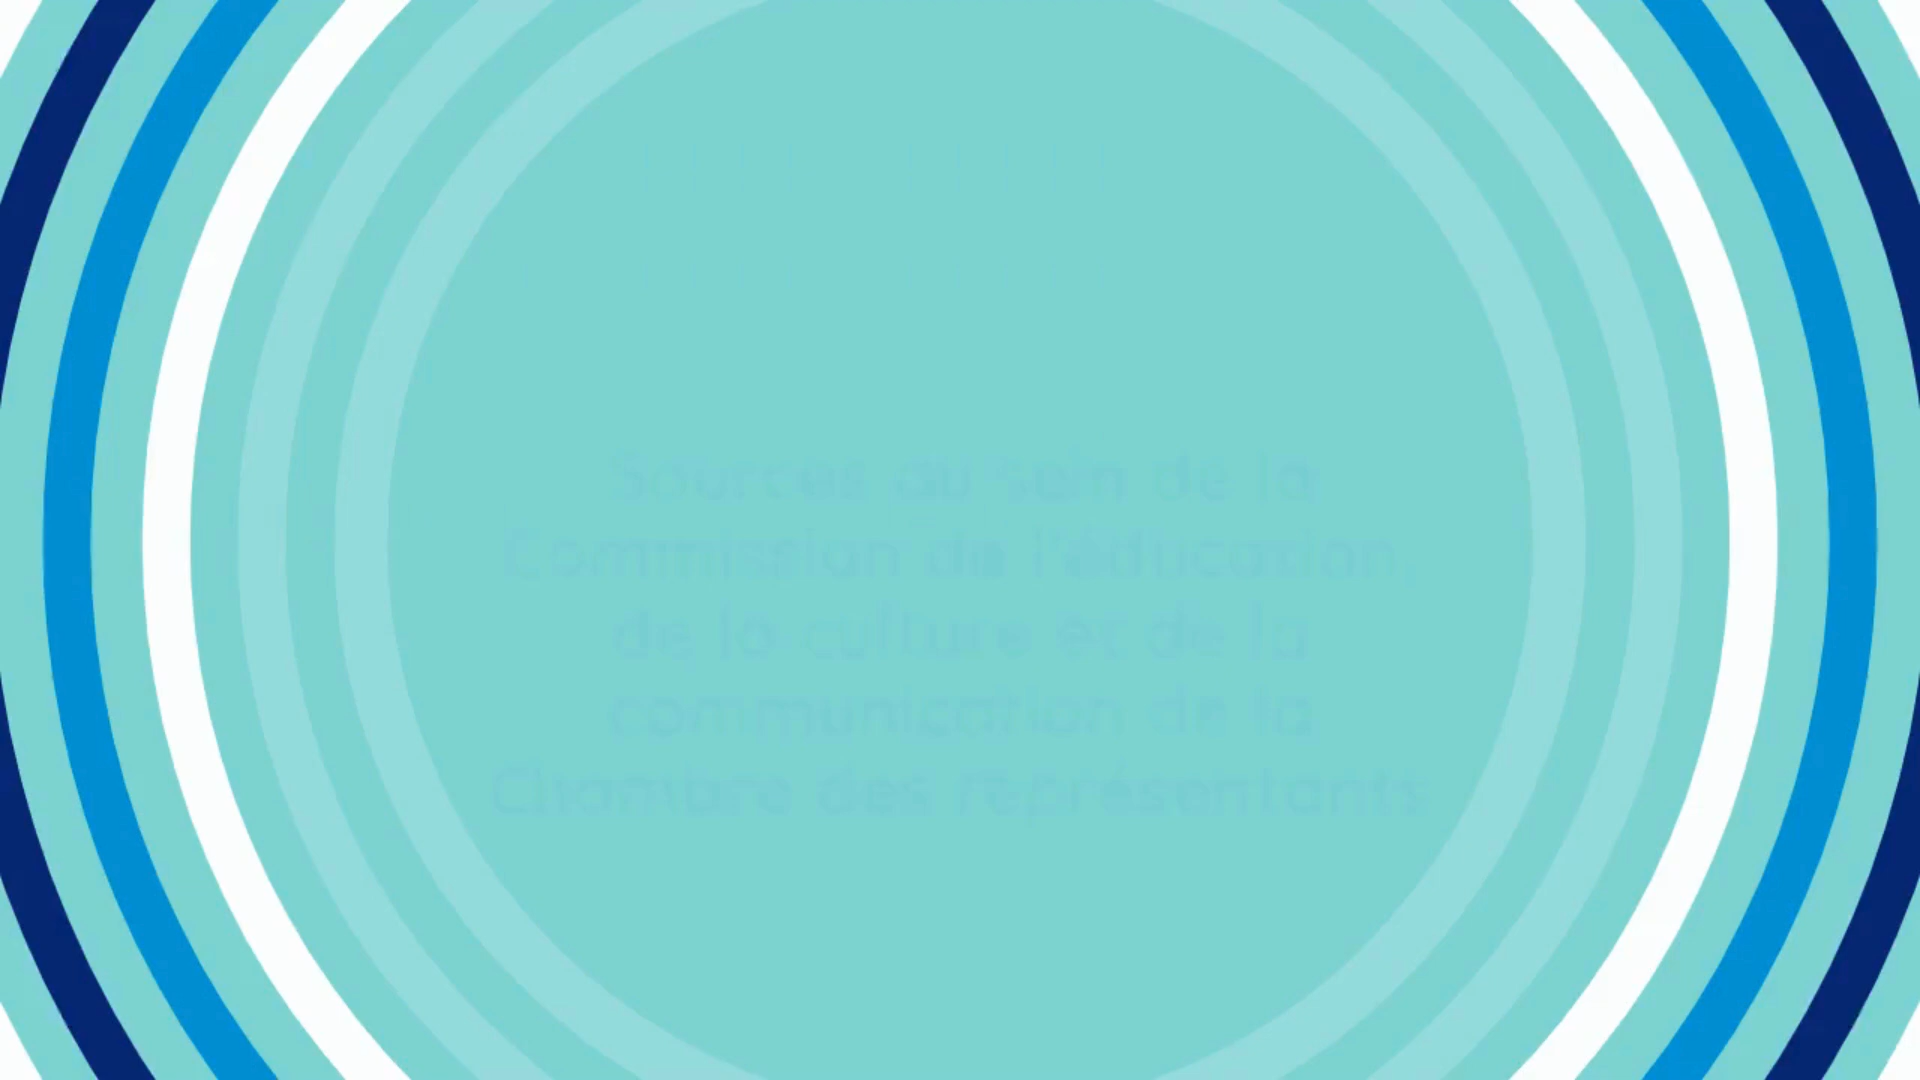 Sources au sein de la
Commission de l'éducation,
de la culture et de la
communication de la
Chambre des représentants